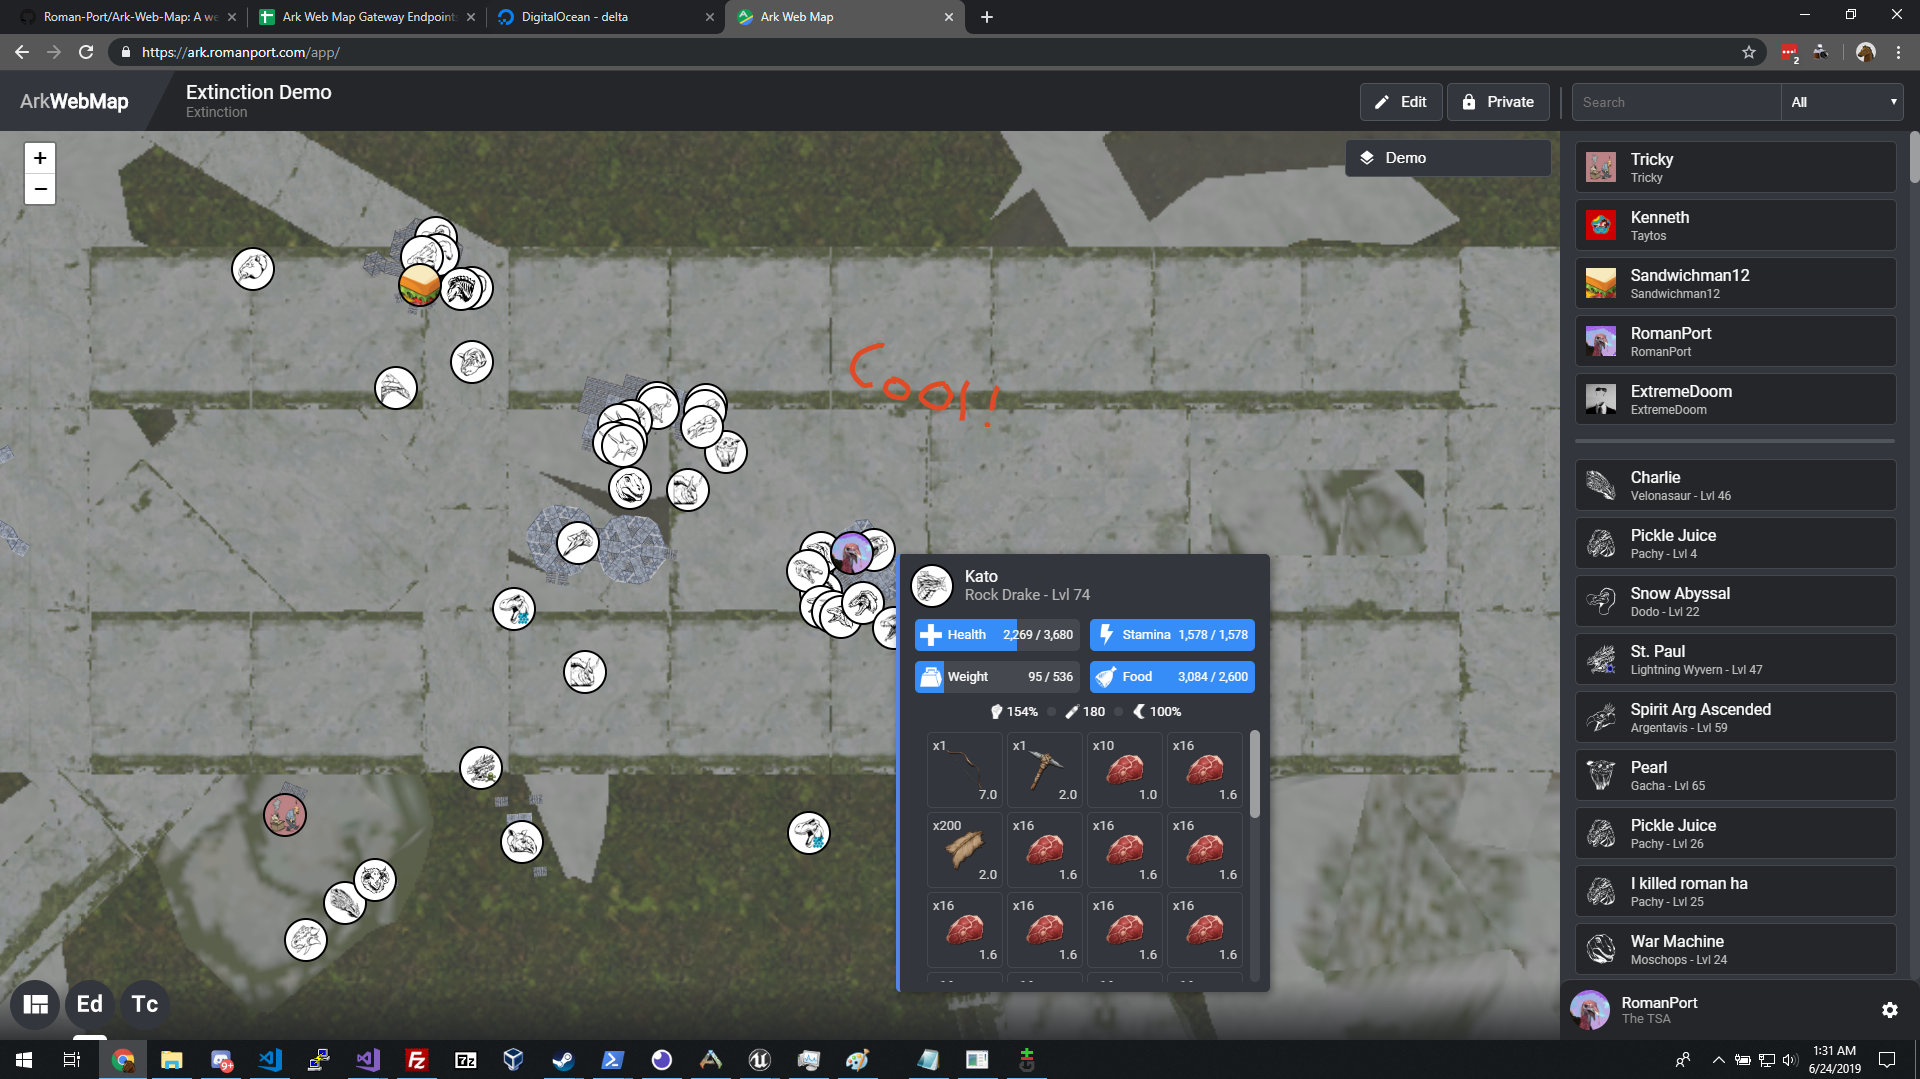 Roman-Port/Ark-Web-Map: A we
Ark Web Map Gateway Endpoints
DigitalOcean - delta
Ark Web Map
https://ark.romanport.com/app/
2
ArkWebMap
Extinction Demo
Extinction
Edit
Private
Search
All
+
−
Demo
Cool!
Tricky
Tricky
Kenneth
Taytos
Sandwichman12
Sandwichman12
RomanPort
RomanPort
ExtremeDoom
ExtremeDoom
Charlie
Velonasaur - Lvl 46
Pickle Juice
Pachy - Lvl 4
Snow Abyssal
Dodo - Lvl 22
St. Paul
Lightning Wyvern - Lvl 47
Spirit Arg Ascended
Argentavis - Lvl 59
Pearl
Gacha - Lvl 65
Pickle Juice
Pachy - Lvl 26
I killed roman ha
Pachy - Lvl 25
War Machine
Moschops - Lvl 24
Kato
Rock Drake - Lvl 74
Health 2,269 / 3,680 Stamina 1,578 / 1,578
Weight 95 / 536 Food 3,084 / 2,600
154% 180 100%
x1 x1 x10 x16
7.0 2.0 1.0 1.6
x200 x16 x16 x16
2.0 1.6 1.6 1.6
x16 x16 x16 x16
1.6 1.6 1.6 1.6
Ed Tc
RomanPort
The TSA
9+
7z
1:31 AM
6/24/2019